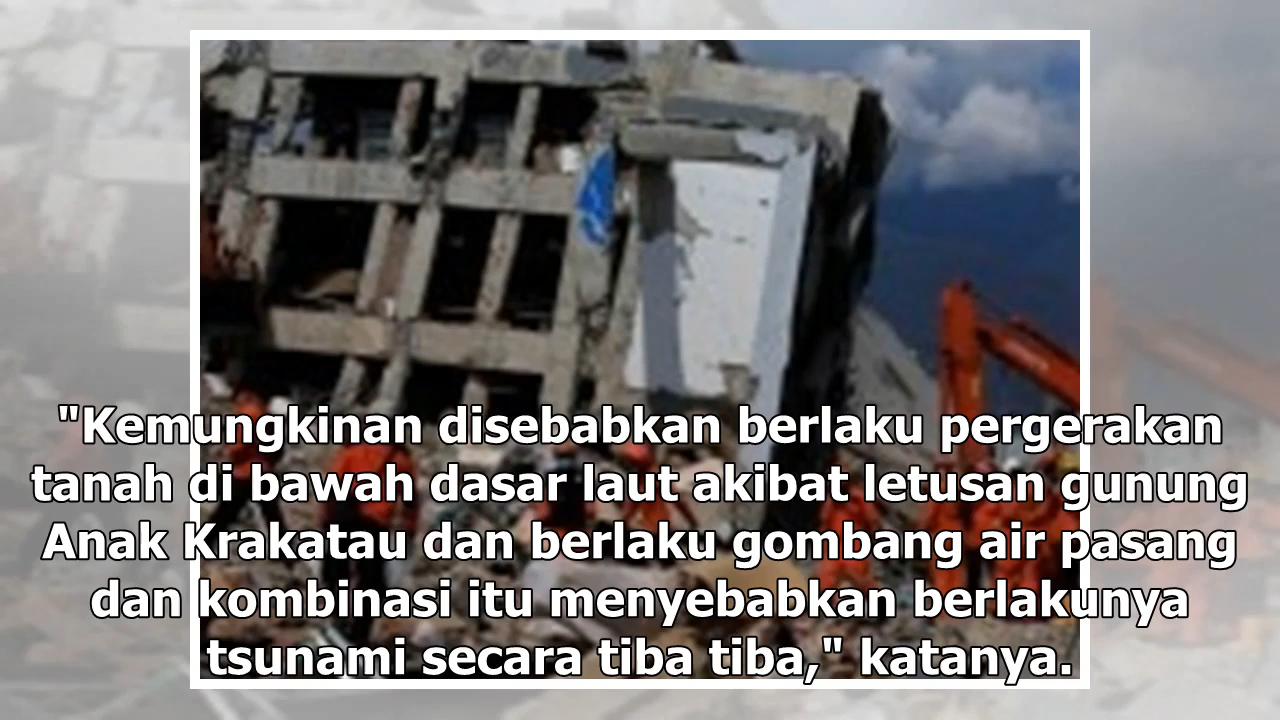 "Kemungkinan disebabkan berlaku pergerakan
tanah di bawah dasar laut akibat letusan gunung
Anak Krakatau dan berlaku gombang air pasang
dan kombinasi itu menyebabkan berlakunya
tsunami secara tiba tiba," katanya.